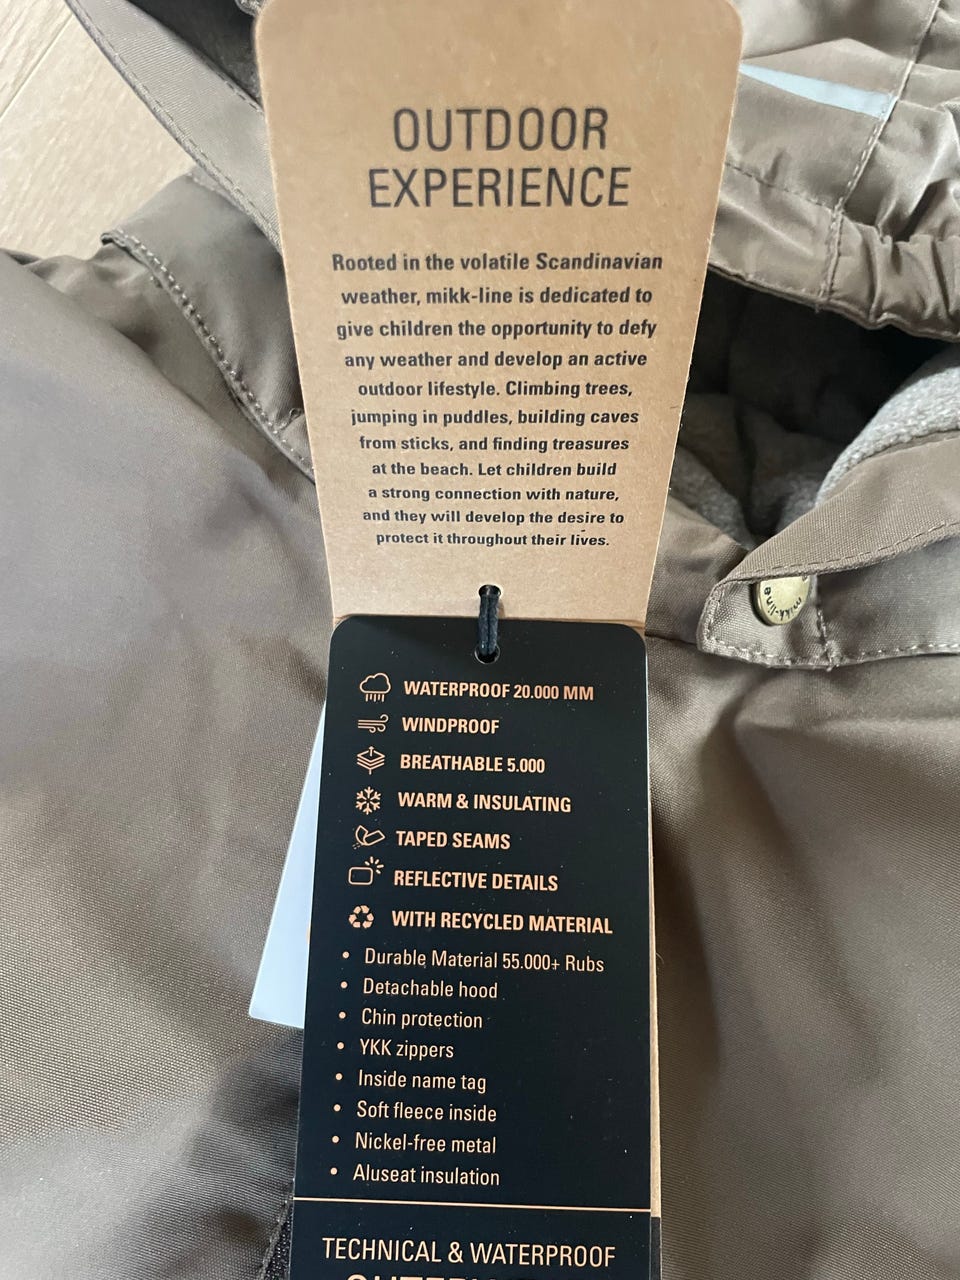 OUTDOOR
EXPERIENCE
Rooted in the volatile Scandinavian
weather, mikk-line is dedicated to
give children the opportunity to defy
any weather and develop an active
outdoor lifestyle. Climbing trees,
jumping in puddles, building caves
from sticks, and finding treasures
at the beach. Let children build
a strong connection with nature,
and they will develop the desire to
protect it throughout their lives.
mikk-line
WATERPROOF 20.000 MM
WINDPROOF
BREATHABLE 5.000
WARM & INSULATING
TAPED SEAMS
REFLECTIVE DETAILS
WITH RECYCLED MATERIAL
• Durable Material 55.000+ Rubs
• Detachable hood
• Chin protection
• YKK zippers
• Inside name tag
• Soft fleece inside
• Nickel-free metal
• Aluseat insulation
TECHNICAL & WATERPROOF